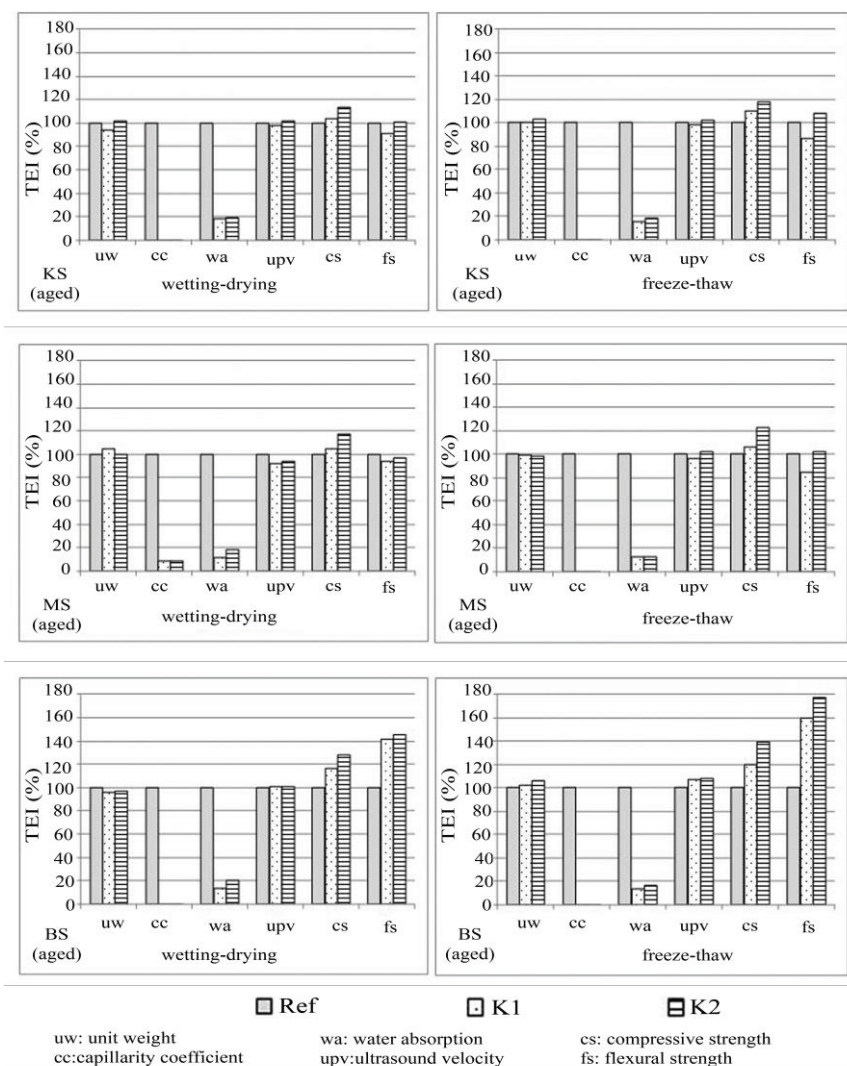 180
160
140
120
100
80
60
40
20
0
TEI (%)
uw cc wa upv cs fs
KS
(aged)
wetting-drying
180
160
140
120
100
80
60
40
20
0
TEI (%)
uw cc wa upv cs fs
KS
(aged)
freeze-thaw
180
160
140
120
100
80
60
40
20
0
TEI (%)
uw cc wa upv cs fs
MS
(aged)
wetting-drying
180
160
140
120
100
80
60
40
20
0
TEI (%)
uw cc wa upv cs fs
MS
(aged)
freeze-thaw
180
160
140
120
100
80
60
40
20
0
TEI (%)
uw cc wa upv cs fs
BS
(aged)
wetting-drying
180
160
140
120
100
80
60
40
20
0
TEI (%)
uw cc wa upv cs fs
BS
(aged)
freeze-thaw
Ref K1 K2
uw: unit weight wa: water absorption cs: compressive strength
cc:capillarity coefficient upv:ultrasound velocity fs: flexural strength